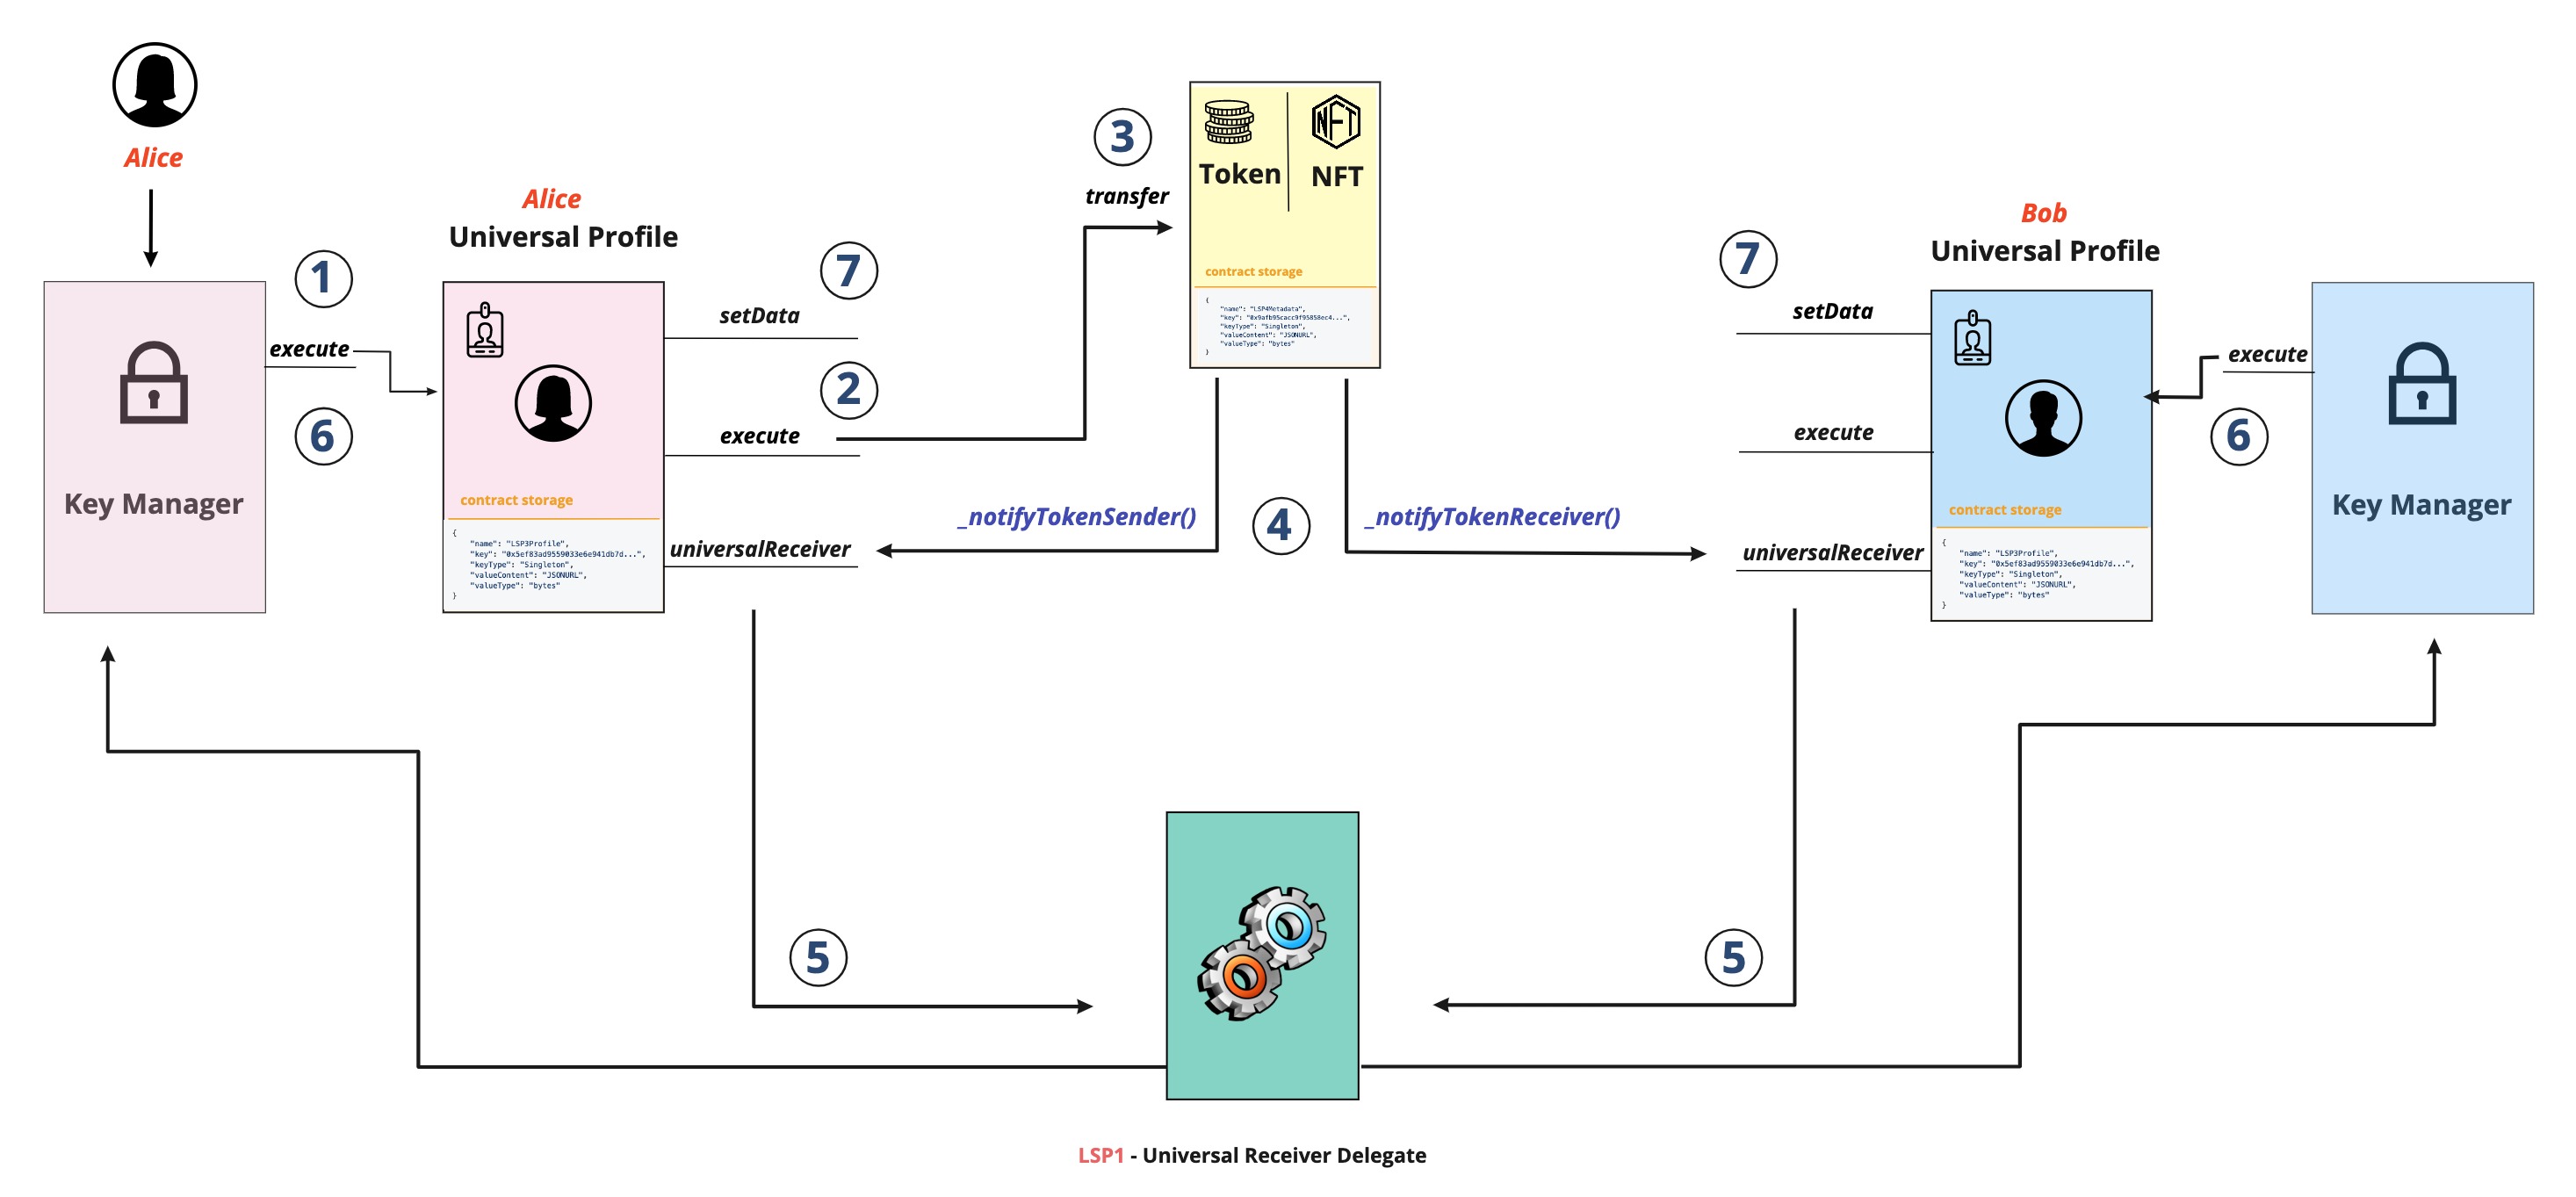 Alice
Key Manager
1
execute
6
Alice
Universal Profile
contract storage
{
"name": "LSP3Profile",
"key": "0x5ef83ad9559033e6e941db7d...",
"keyType": "Singleton",
"valueContent": "JSONURL",
"valueType": "bytes"
}
7
setData
2
execute
universalReceiver
3
transfer
Token
NFT
NFT
contract storage
{
"name": "LSP4Metadata",
"key": "0x9afb95cacc9f95858ec4...",
"keyType": "Singleton",
"valueContent": "JSONURL",
"valueType": "bytes"
}
_notifyTokenSender()
4
_notifyTokenReceiver()
7
setData
execute
universalReceiver
Bob
Universal Profile
contract storage
{
"name": "LSP3Profile",
"key": "0x5ef83ad9559033e6e941db7d...",
"keyType": "Singleton",
"valueContent": "JSONURL",
"valueType": "bytes"
}
execute
6
Key Manager
5
5
LSP1 - Universal Receiver Delegate